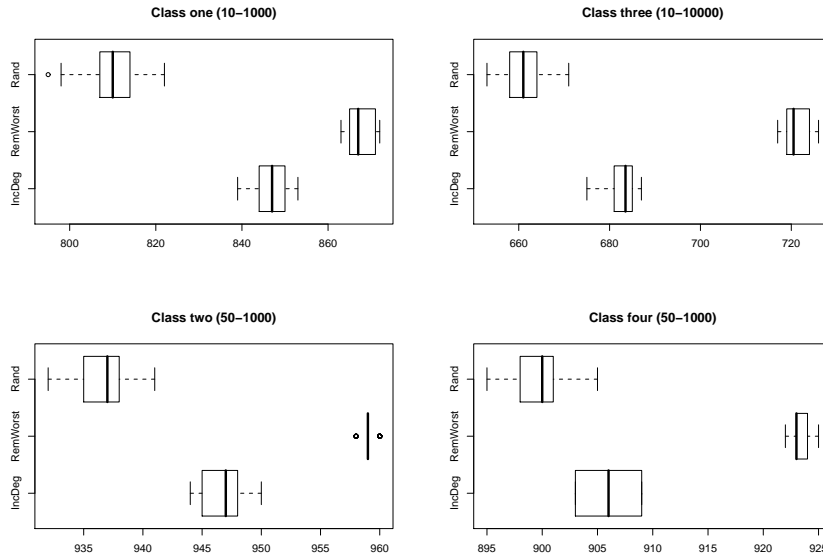 Class one (10−1000)
Rand
RemWorst
IncDeg
800 820 840 860
Class three (10−10000)
Rand
RemWorst
IncDeg
660 680 700 720
Class two (50−1000)
Rand
RemWorst
IncDeg
935 940 945 950 955 960
Class four (50−1000)
Rand
RemWorst
IncDeg
895 900 905 910 915 920 925